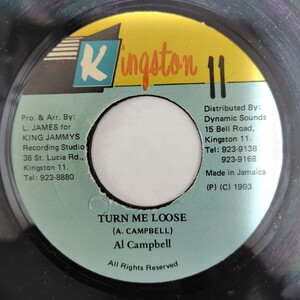 Kingston 11
Pro. & Arr. By:
L. JAMES for
KING JAMMYS
Recording Studio
38 St. Lucia Rd.,
Kingston 11.
Tel: 923-8880
Distributed By:
Dynamic Sounds
15 Bell Road,
Kingston 11.
Tel: 923-9138
923-9168
Made in Jamaica
(P) (C) 1993
TURN ME LOOSE
(A. CAMPBELL)
Al Campbell
All Rights Reserved